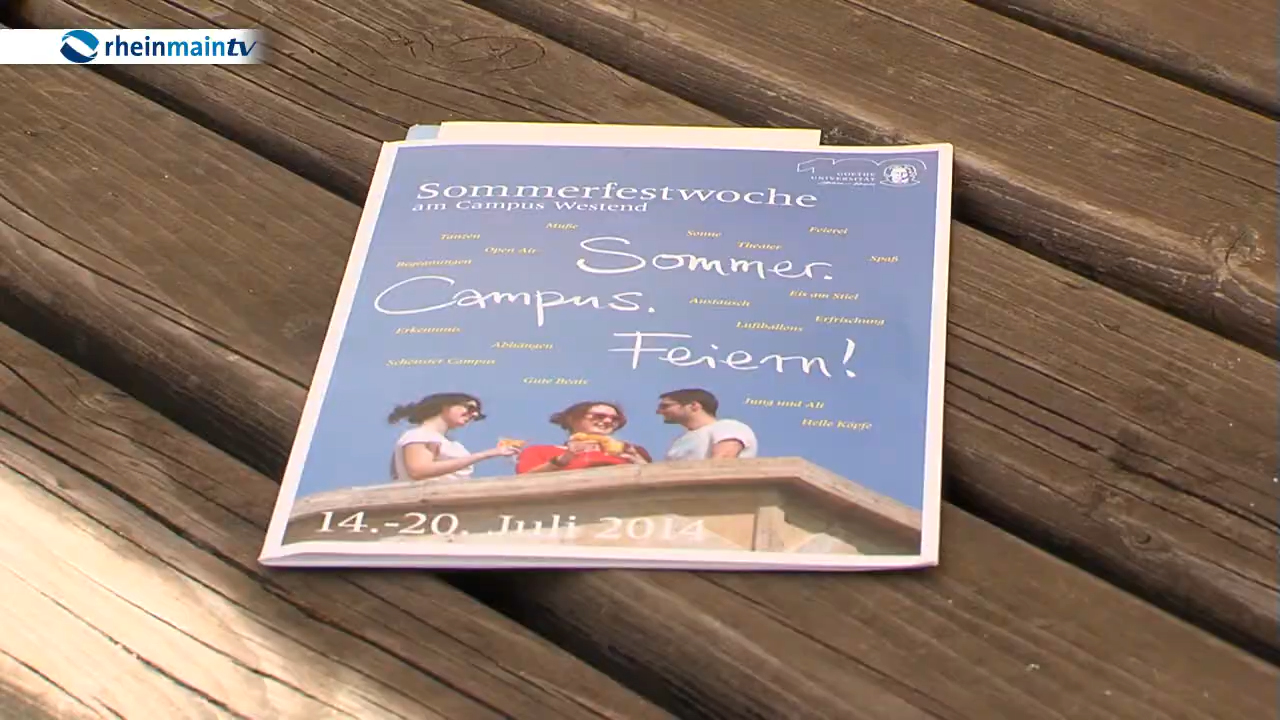 rheinmaintv
100
GOETHE
UNIVERSITÄT
Sommerfestwoche
am Campus Westend
Muße
Feierei
Tanzen
Sonne
Open Air
Theater
Begegnungen
Sommer.
Spaß
Campus.
Austausch
Eis am Stiel
Erkenntnis
Luftballons
Erfrischung
Abhängen
Feiern!
Schönster Campus
Gute Beats
Jung und Alt
Helle Köpfe
14.-20. Juli 2014